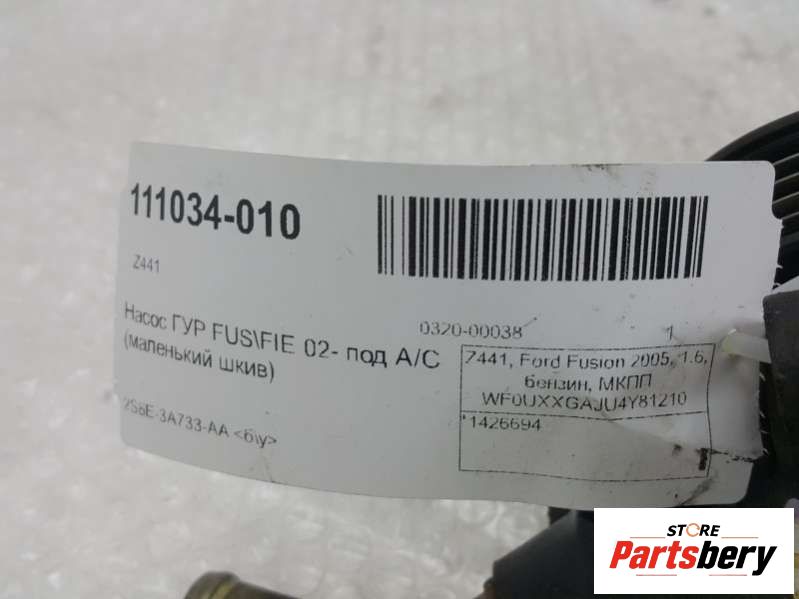 111034-010
Z441
Насос ГУР FUS\FIE 02- под A/C
(маленький шкив)
2S6E-3A733-AA <б\у>
0320-00038 1
Z441, Ford Fusion 2005, 1.6,
бензин, МКПП
WF0UXXGAJU4Y81210
*1426694
STORE
Partsbery